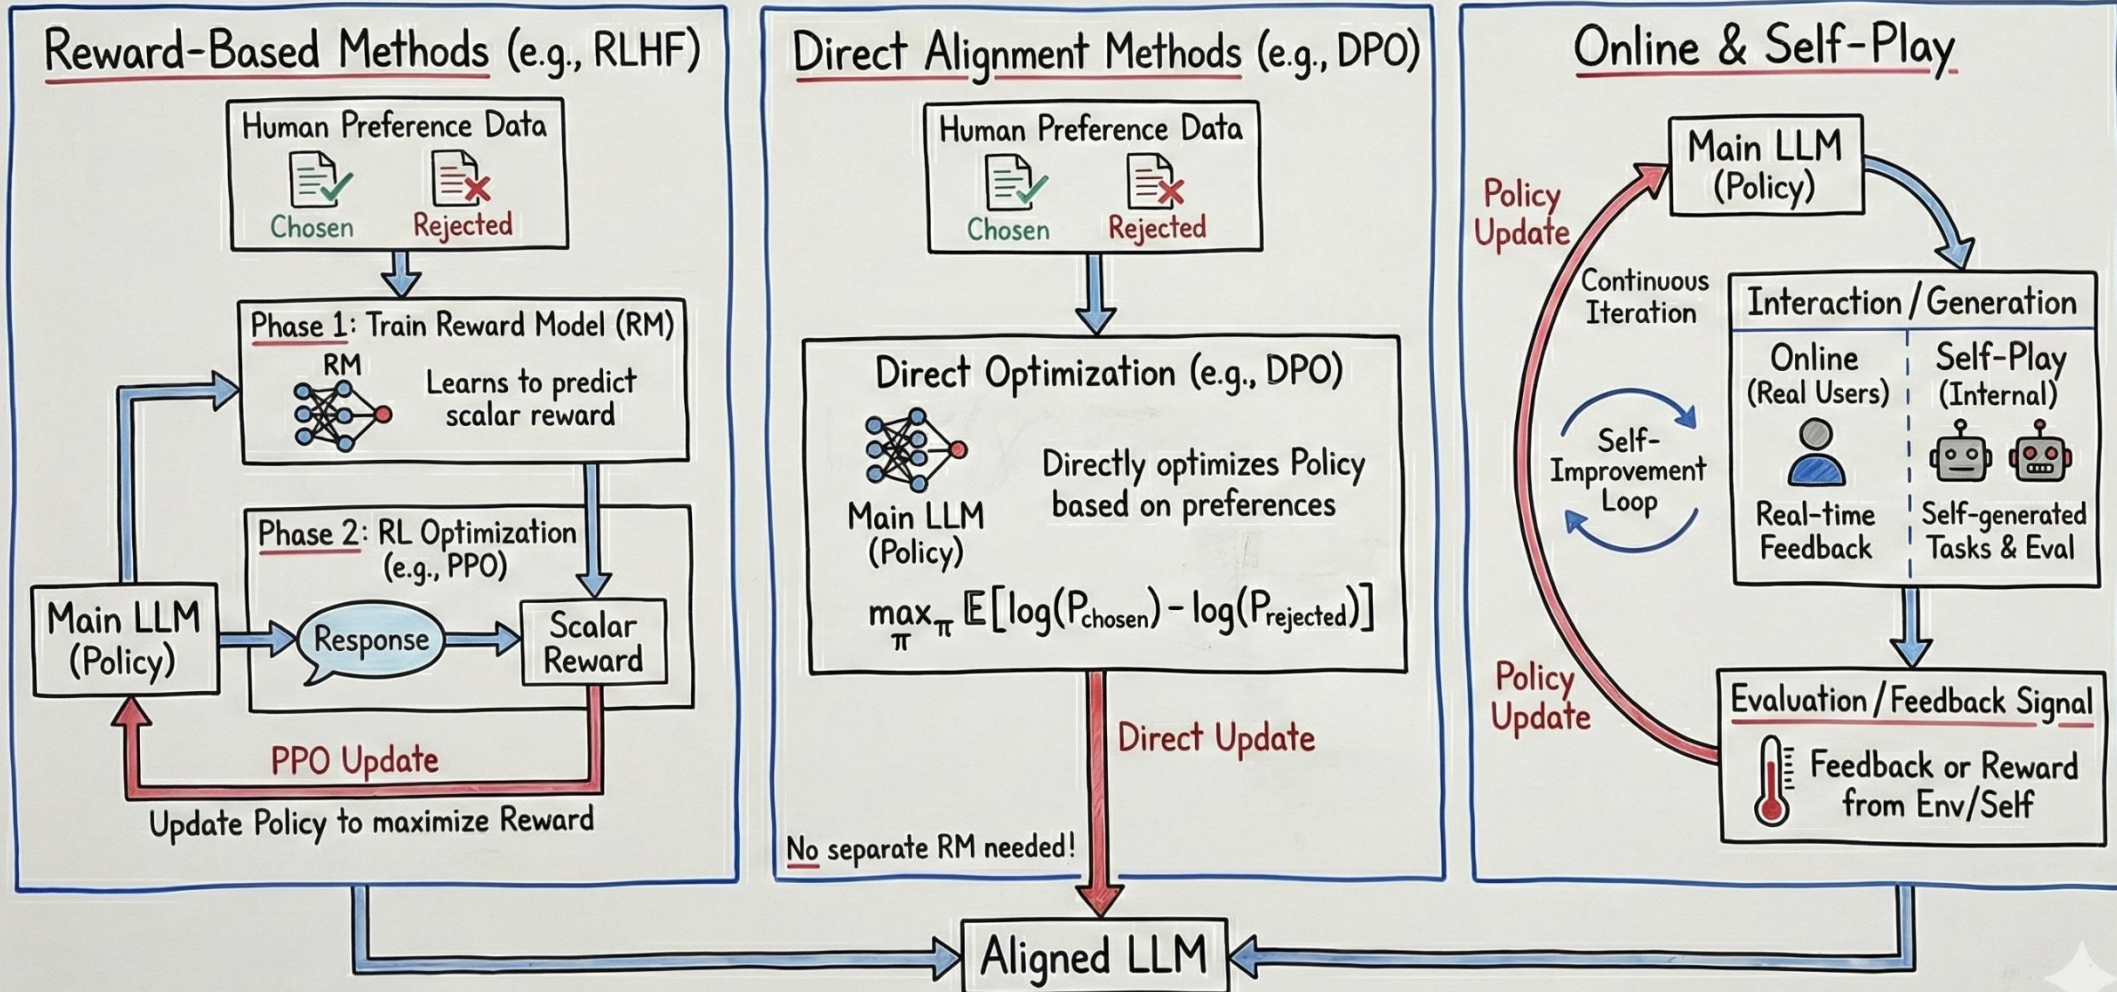 Reward-Based Methods (e.g., RLHF)
Human Preference Data
Chosen
Rejected
Phase 1: Train Reward Model (RM)
RM
Learns to predict
scalar reward
Phase 2: RL Optimization
(e.g., PPO)
Main LLM
(Policy)
Response
Scalar
Reward
PPO Update
Update Policy to maximize Reward
Direct Alignment Methods (e.g., DPO)
Human Preference Data
Chosen
Rejected
Direct Optimization (e.g., DPO)
Main LLM
(Policy)
Directly optimizes Policy
based on preferences
max_π π E[log(P_chosen) - log(P_rejected)]
Direct Update
No separate RM needed!
Online & Self-Play
Main LLM
(Policy)
Policy
Update
Continuous
Iteration
Interaction / Generation
Online
(Real Users)
Real-time
Feedback
Self-Play
(Internal)
Self-generated
Tasks & Eval
Self-
Improvement
Loop
Policy
Update
Evaluation / Feedback Signal
Feedback or Reward
from Env/Self
Aligned LLM